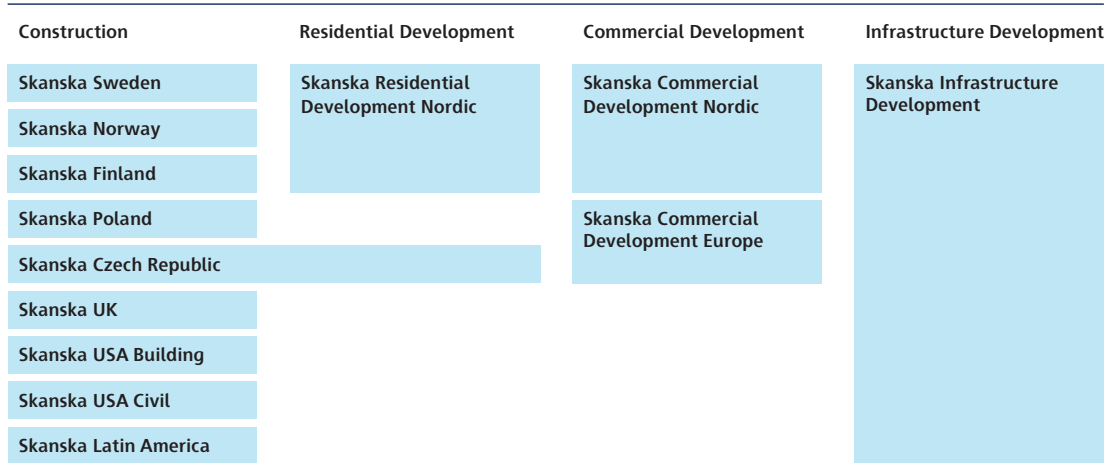 Construction
Residential Development
Commercial Development
Infrastructure Development
Skanska Sweden
Skanska Norway
Skanska Finland
Skanska Poland
Skanska Czech Republic
Skanska UK
Skanska USA Building
Skanska USA Civil
Skanska Latin America
Skanska Residential
Development Nordic
Skanska Commercial
Development Nordic
Skanska Commercial
Development Europe
Skanska Infrastructure
Development